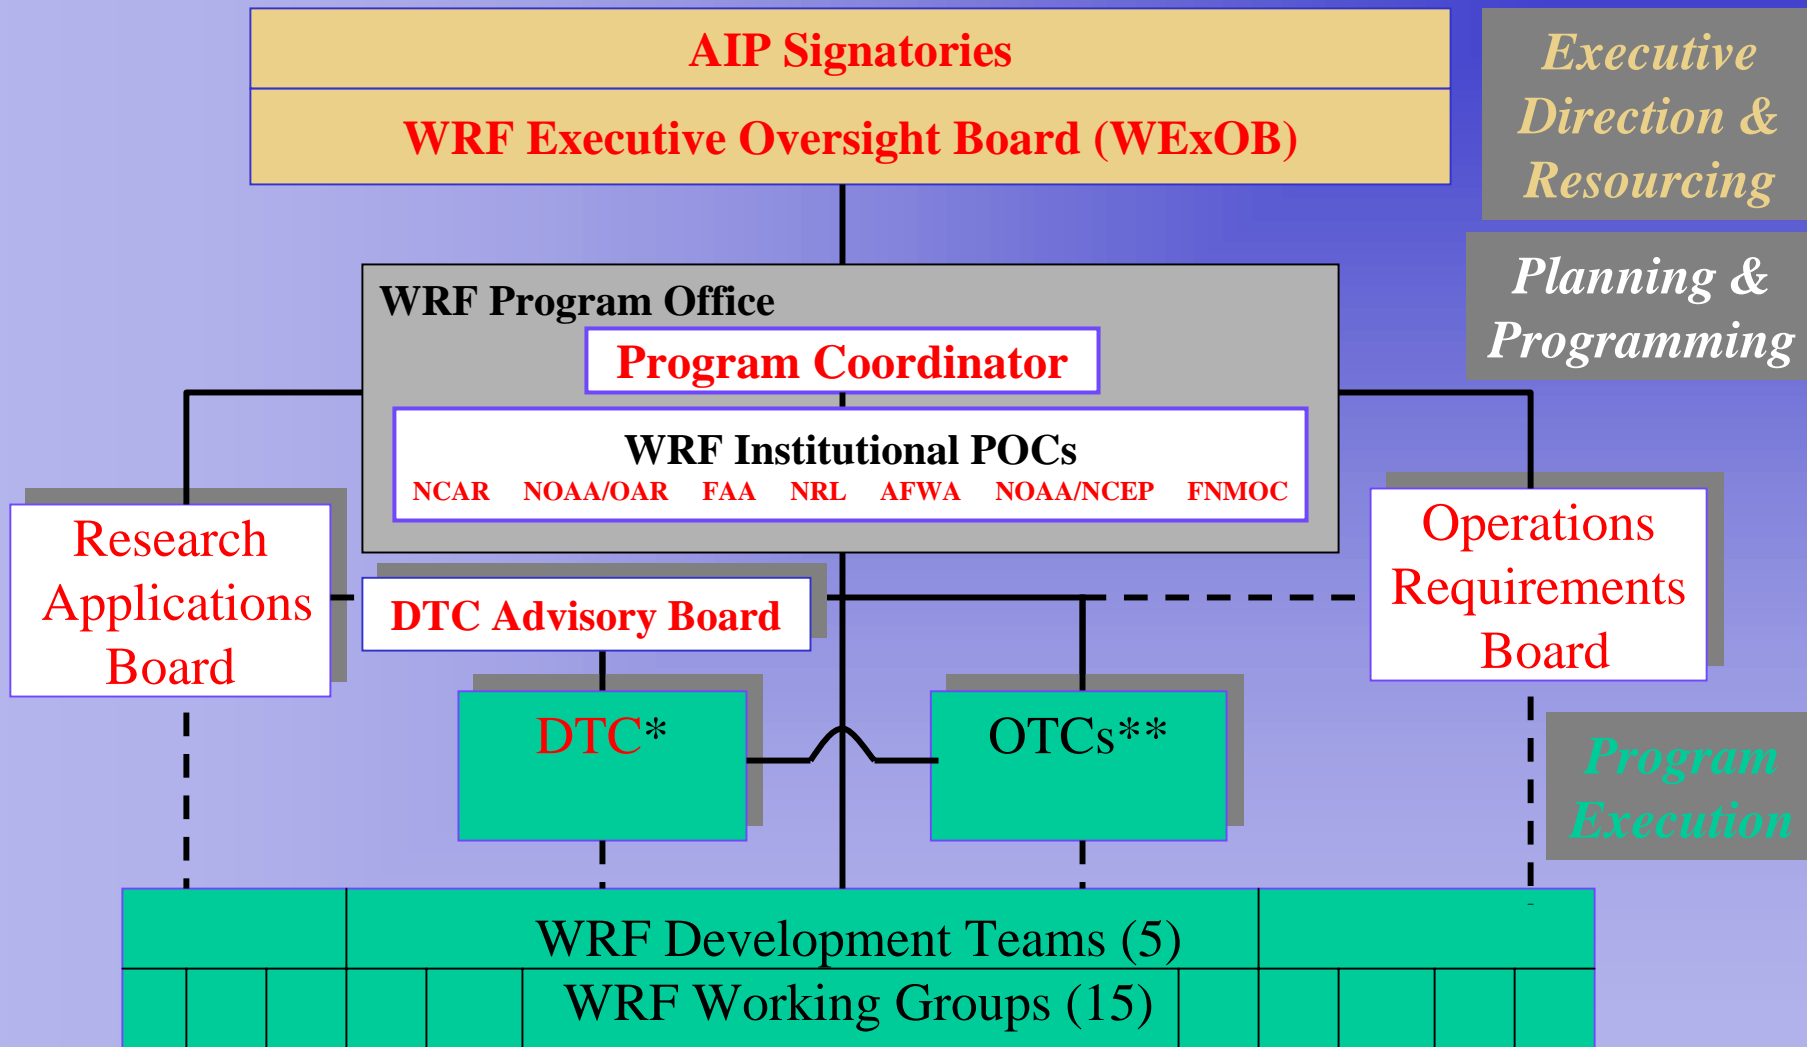 AIP Signatories
WRF Executive Oversight Board (WExOB)
Executive
Direction &
Resourcing
Planning &
Programming
WRF Program Office
Program Coordinator
WRF Institutional POCs
NCAR NOAA/OAR FAA NRL AFWA NOAA/NCEP FNMOC
Research
Applications
Board
DTC Advisory Board
Operations
Requirements
Board
DTC*
OTCs**
Program
Execution
WRF Development Teams (5)
WRF Working Groups (15)